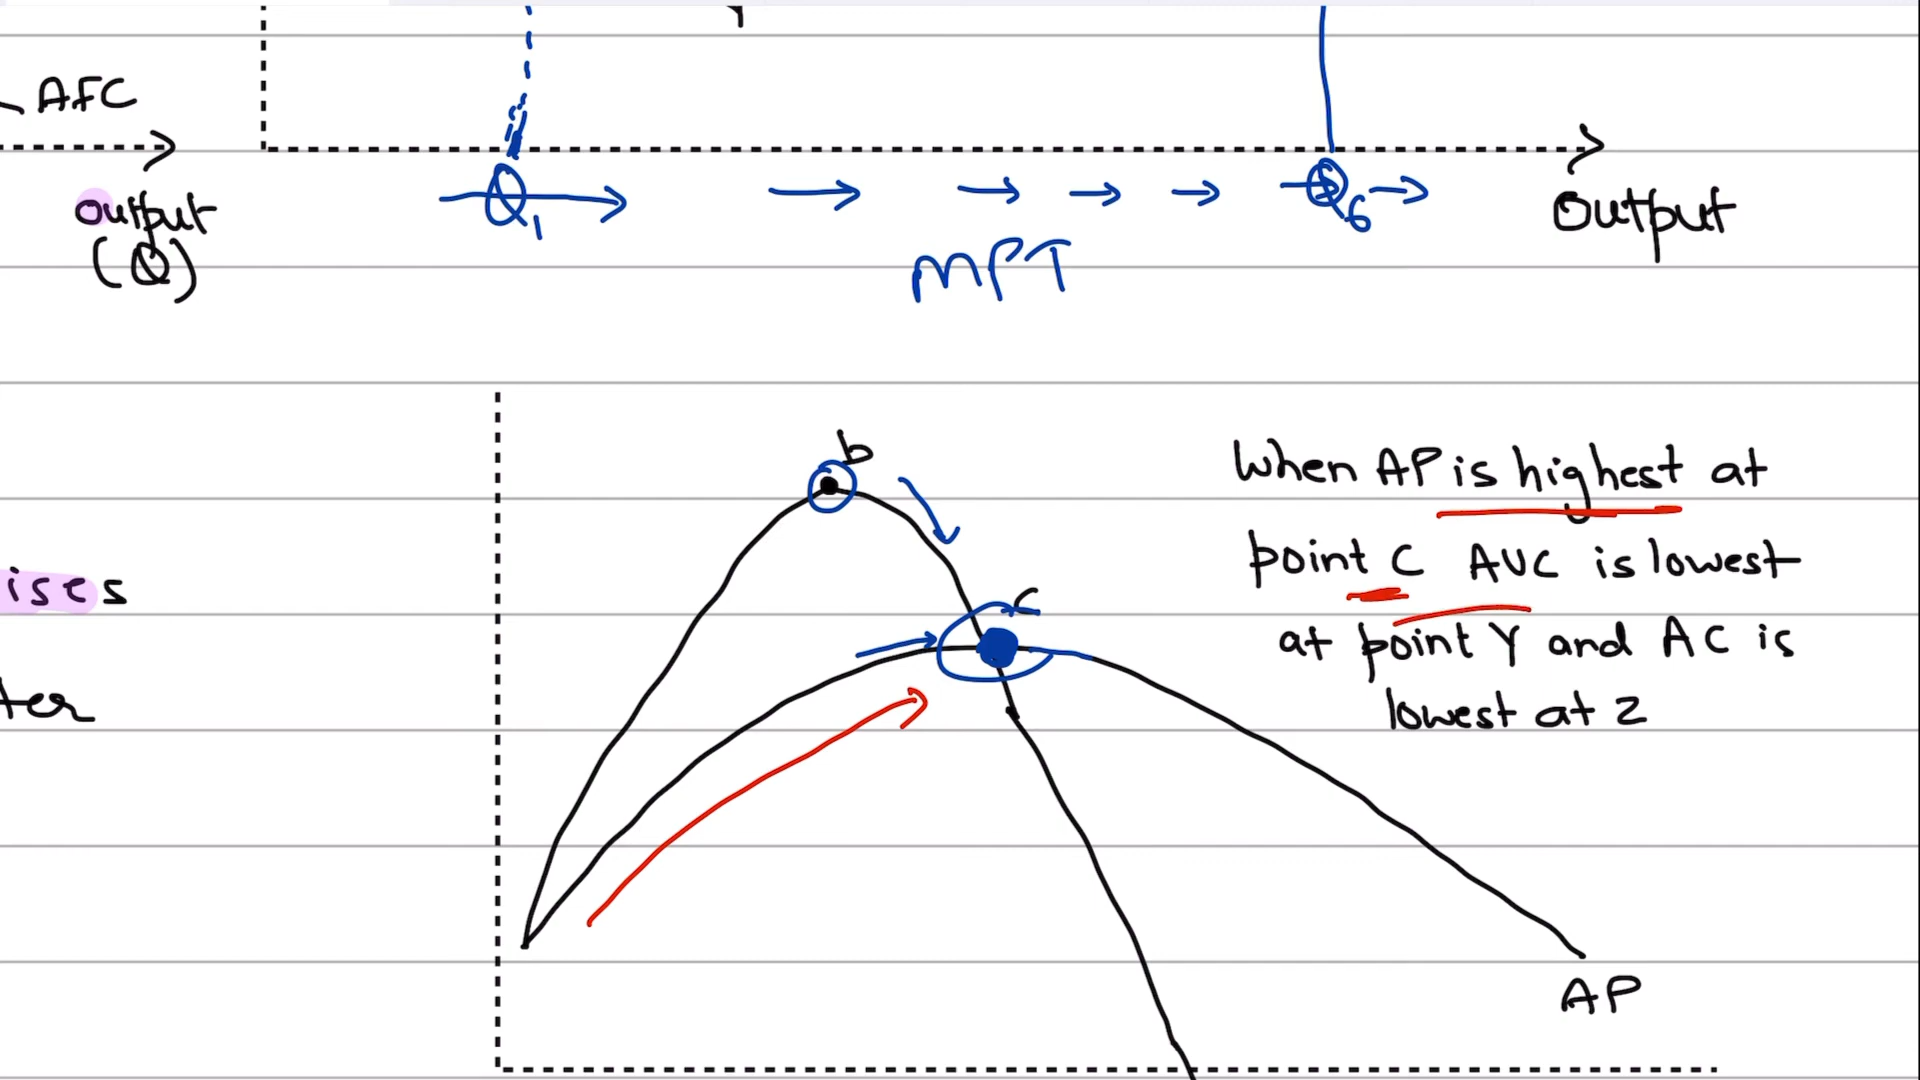 AFC
output
(Q)
Q1
Q6
output
MPT
b
c
When AP is highest at
point C AVC is lowest
at point Y and AC is
lowest at Z
ises
ter
AP